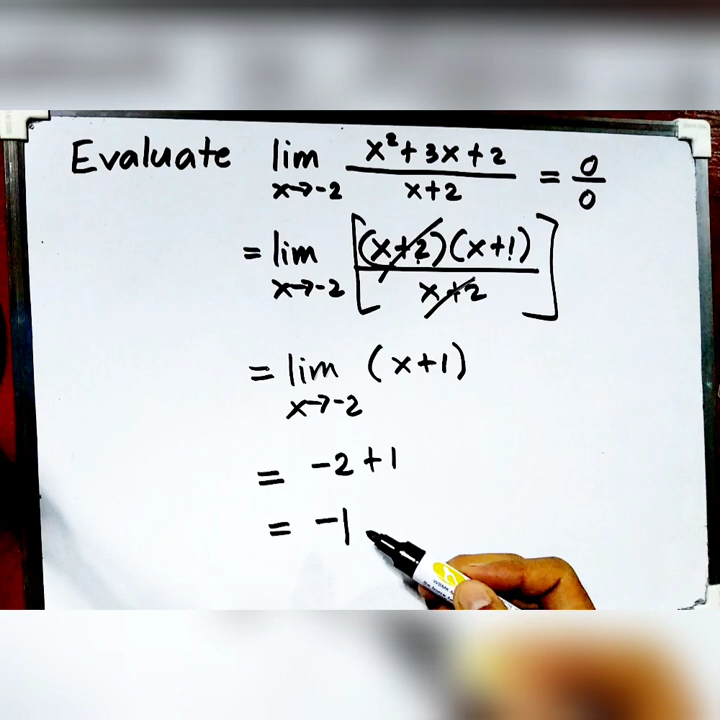 Evaluate lim x→-2 x²+3x+2 / x+2 = 0/0
= lim x→-2 [(x+2)(x+1) / x+2]
= lim x→-2 (x+1)
= -2+1
= -1